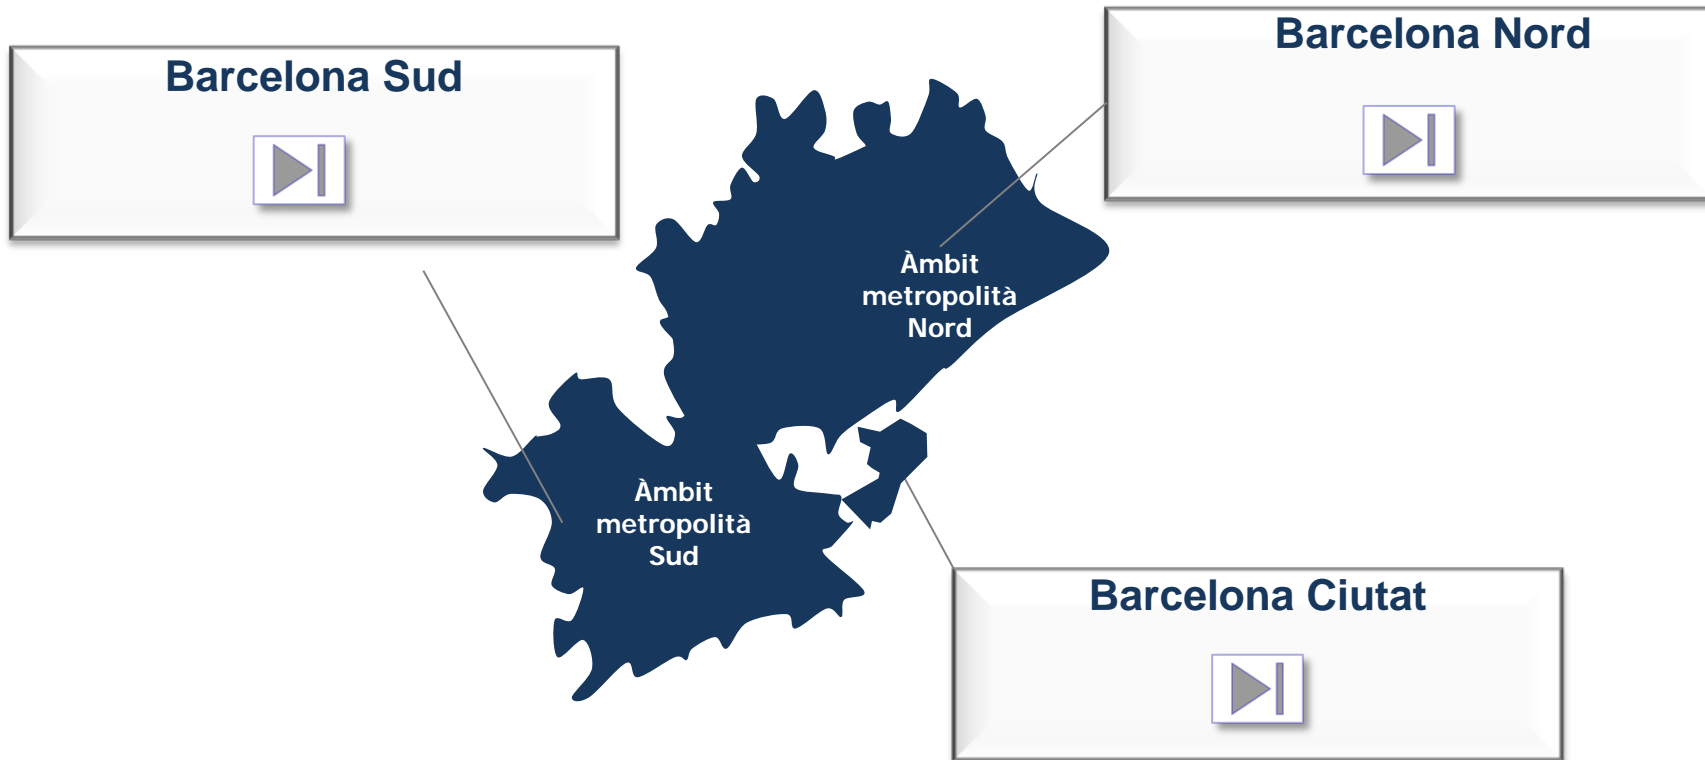 Barcelona Sud
Barcelona Nord
Àmbit
metropolità
Nord
Àmbit
metropolità
Sud
Barcelona Ciutat